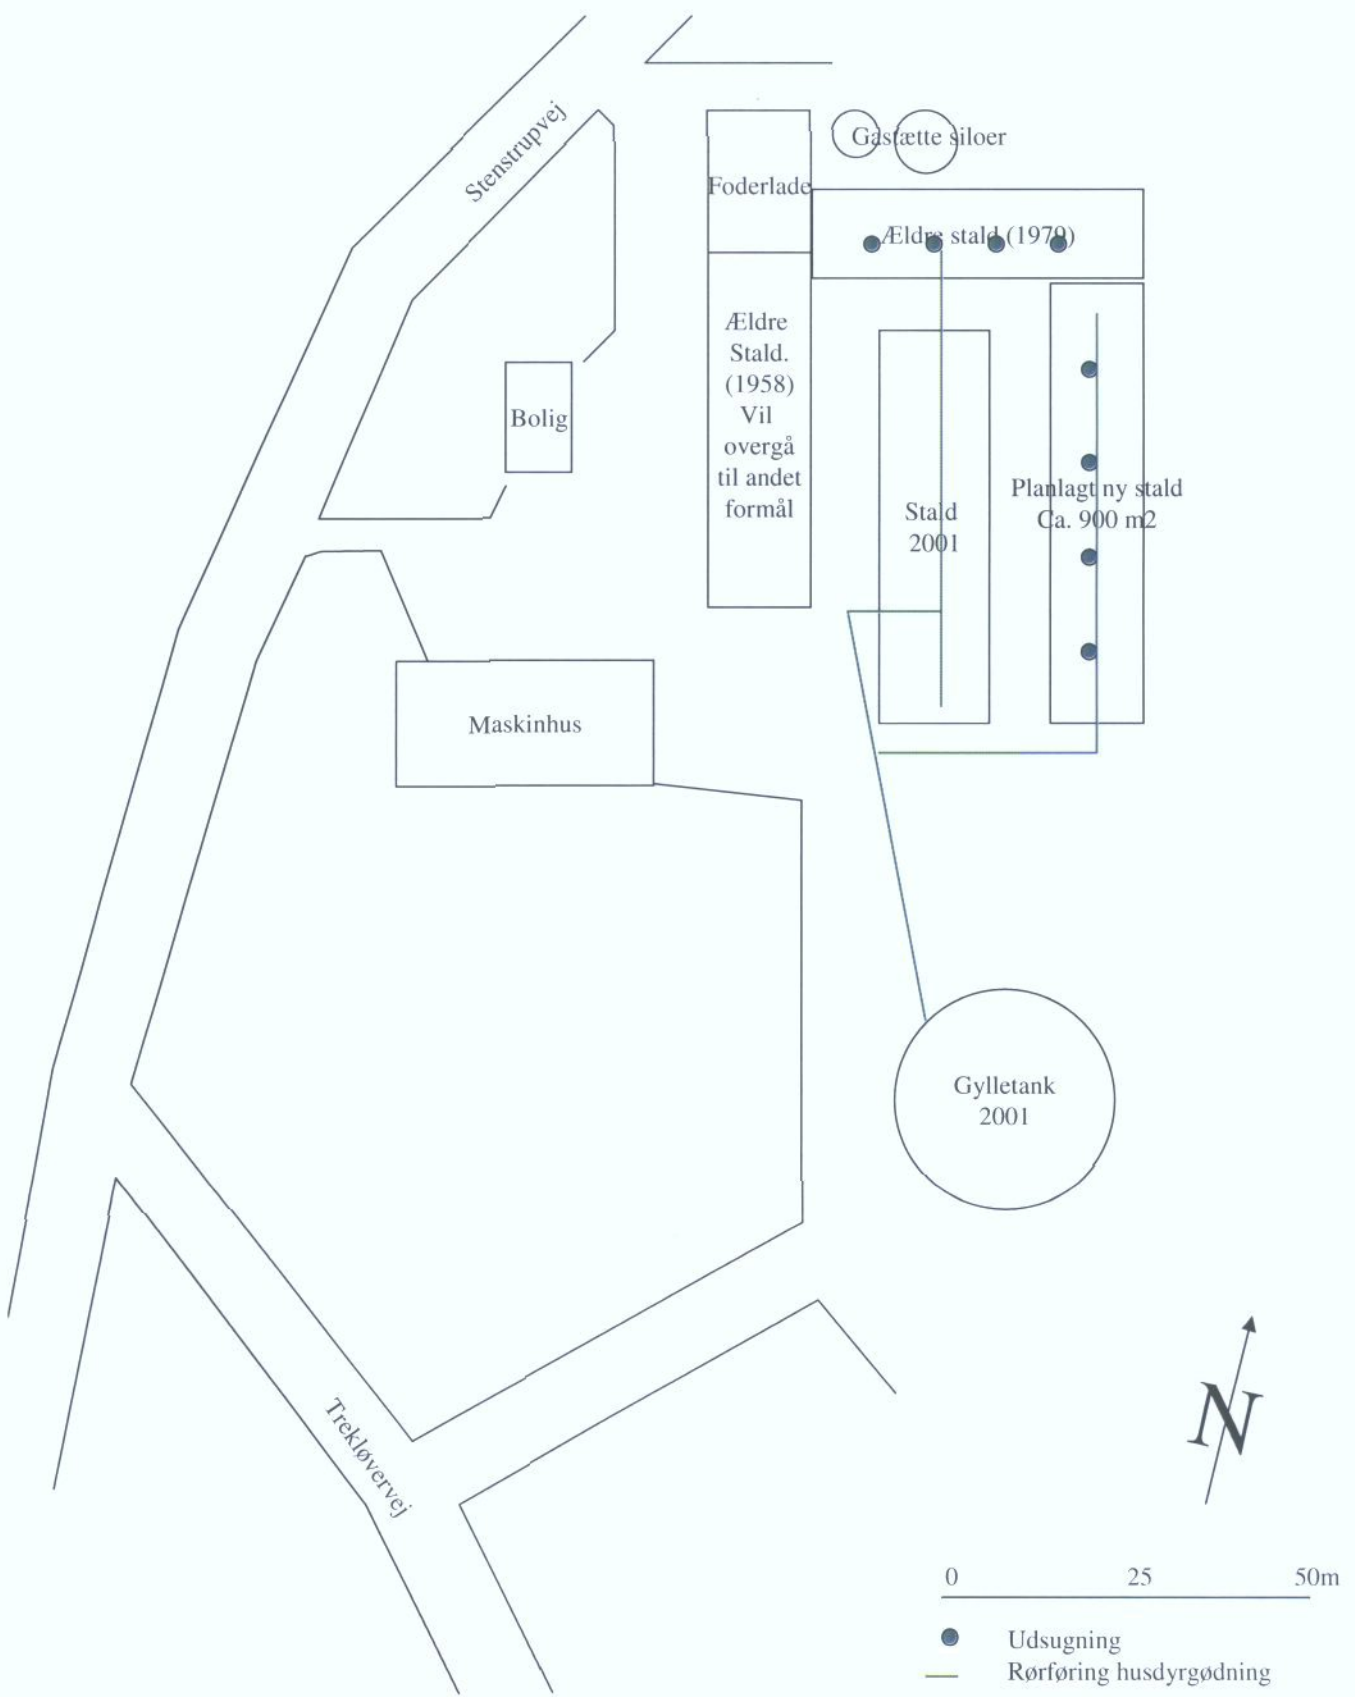 Stenstrupvej
Gastætte siloer
Foderlade
Ældre stald (1979)
Ældre
Stald.
(1958)
Vil
overgå
til andet
formål
Bolig
Planlagt ny stald
Ca. 900 m2
Stald
2001
Maskinhus
Gylletank
2001
Trekløvervej
N
0 25 50m
Udsugning
Rørføring husdyrgødning